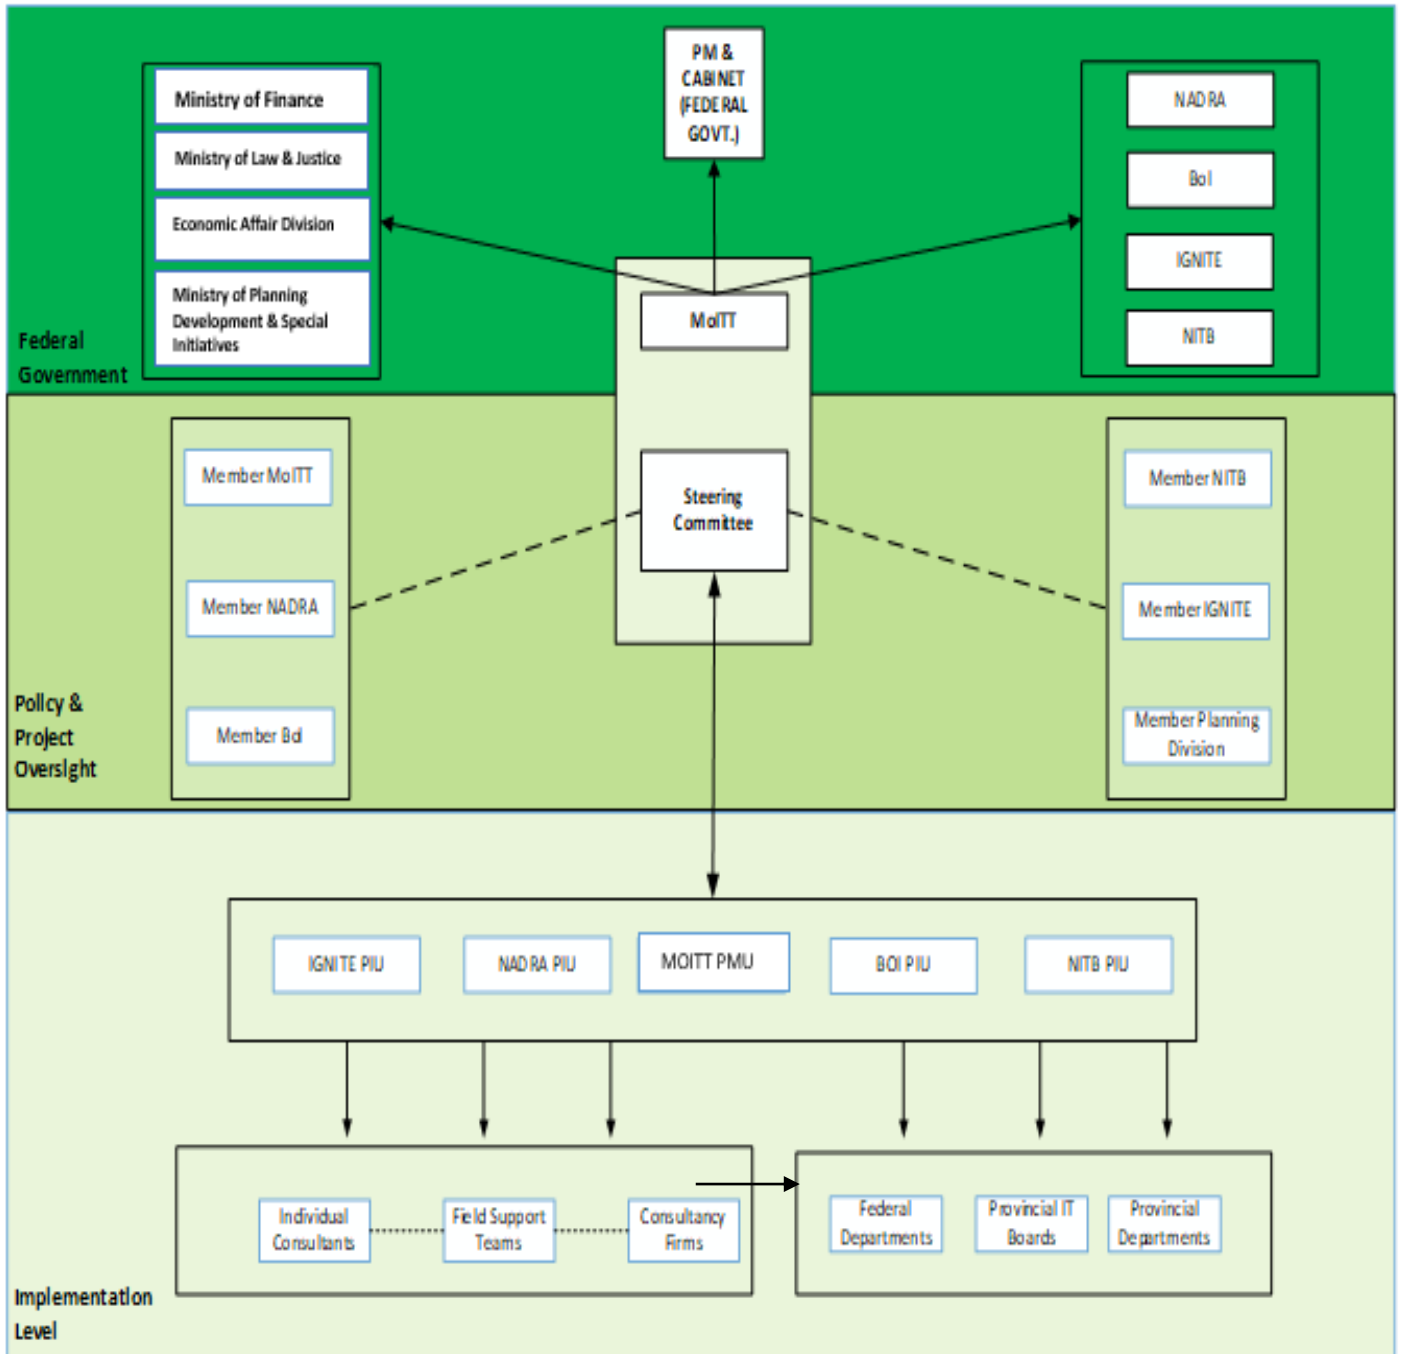 PM &
CABINET
(FEDERAL
GOVT.)
Ministry of Finance
Ministry of Law & Justice
Economic Affair Division
Ministry of Planning
Development & Special
Initiatives
NADRA
BoI
IGNITE
NITB
MoITT
Federal
Government
Member MoITT
Member NADRA
Member BoI
Steering
Committee
Member NITB
Member IGNITE
Member Planning
Division
Policy &
Project
Oversight
IGNITE PIU
NADRA PIU
MOITT PMU
BOI PIU
NITB PIU
Individual
Consultants
Field Support
Teams
Consultancy
Firms
Federal
Departments
Provincial IT
Boards
Provincial
Departments
Implementation
Level